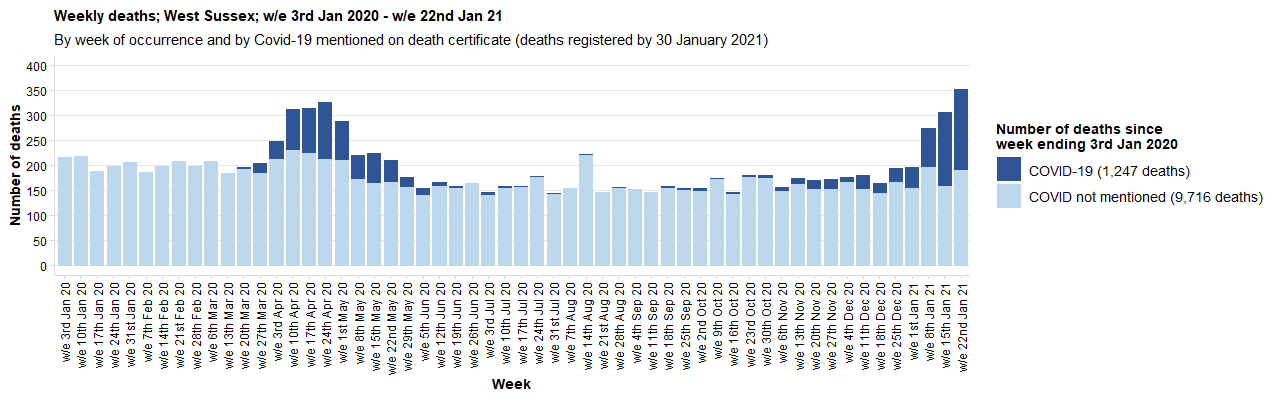 Weekly deaths; West Sussex; w/e 3rd Jan 2020 - w/e 22nd Jan 21
By week of occurrence and by Covid-19 mentioned on death certificate (deaths registered by 30 January 2021)
Number of deaths
400
350
300
250
200
150
100
50
0
w/e 3rd Jan 20
w/e 10th Jan 20
w/e 17th Jan 20
w/e 24th Jan 20
w/e 31st Jan 20
w/e 7th Feb 20
w/e 14th Feb 20
w/e 21st Feb 20
w/e 28th Feb 20
w/e 6th Mar 20
w/e 13th Mar 20
w/e 20th Mar 20
w/e 27th Mar 20
w/e 3rd Apr 20
w/e 10th Apr 20
w/e 17th Apr 20
w/e 24th Apr 20
w/e 1st May 20
w/e 8th May 20
w/e 15th May 20
w/e 22nd May 20
w/e 29th May 20
w/e 5th Jun 20
w/e 12th Jun 20
w/e 19th Jun 20
w/e 26th Jun 20
w/e 3rd Jul 20
w/e 10th Jul 20
w/e 17th Jul 20
w/e 24th Jul 20
w/e 31st Jul 20
w/e 7th Aug 20
w/e 14th Aug 20
w/e 21st Aug 20
w/e 28th Aug 20
w/e 4th Sep 20
w/e 11th Sep 20
w/e 18th Sep 20
w/e 25th Sep 20
w/e 2nd Oct 20
w/e 9th Oct 20
w/e 16th Oct 20
w/e 23rd Oct 20
w/e 30th Oct 20
w/e 6th Nov 20
w/e 13th Nov 20
w/e 20th Nov 20
w/e 27th Nov 20
w/e 4th Dec 20
w/e 11th Dec 20
w/e 18th Dec 20
w/e 25th Dec 20
w/e 1st Jan 21
w/e 8th Jan 21
w/e 15th Jan 21
w/e 22nd Jan 21
Week
Number of deaths since
week ending 3rd Jan 2020
COVID-19 (1,247 deaths)
COVID not mentioned (9,716 deaths)